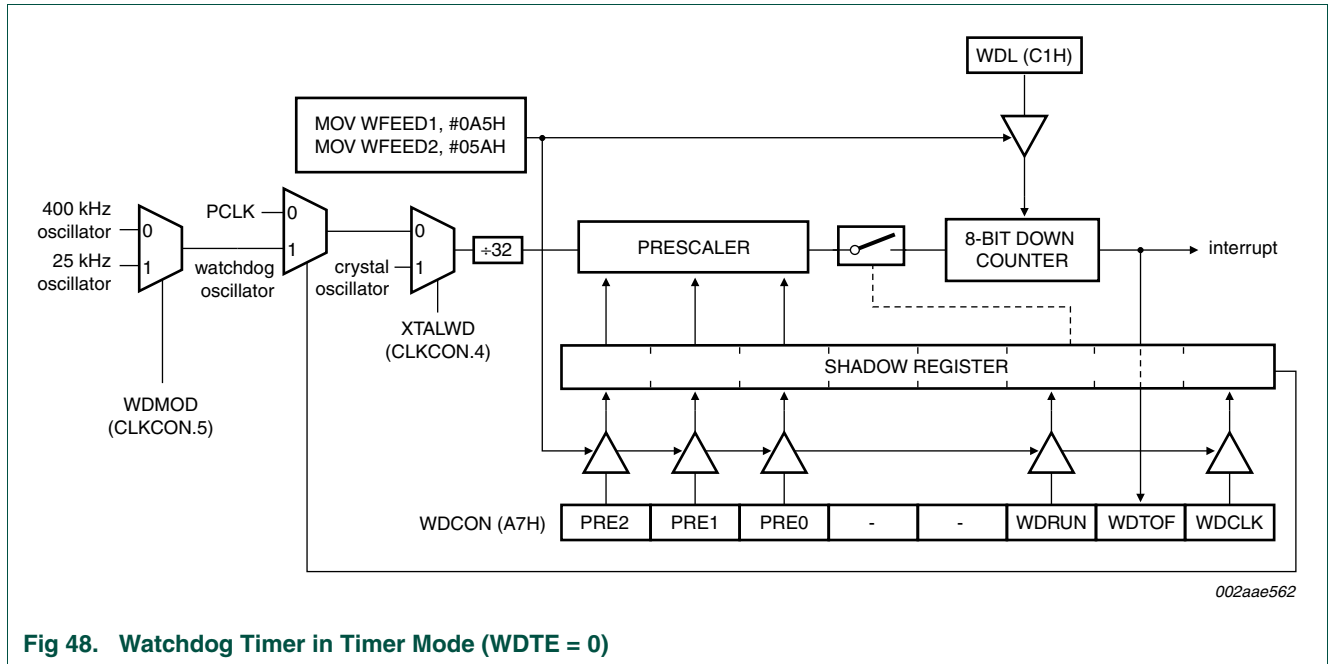 WDL (C1H)
MOV WFEED1, #0A5H
MOV WFEED2, #05AH
400 kHz
oscillator
25 kHz
oscillator
0
1
PCLK
0
1
watchdog
oscillator
0
1
crystal
oscillator
÷32
PRESCALER
8-BIT DOWN
COUNTER
interrupt
XTALWD
(CLKCON.4)
WDMOD
(CLKCON.5)
SHADOW REGISTER
WDCON (A7H)
PRE2
PRE1
PRE0
-
-
WDRUN
WDTOF
WDCLK
002aae562
Fig 48. Watchdog Timer in Timer Mode (WDTE = 0)